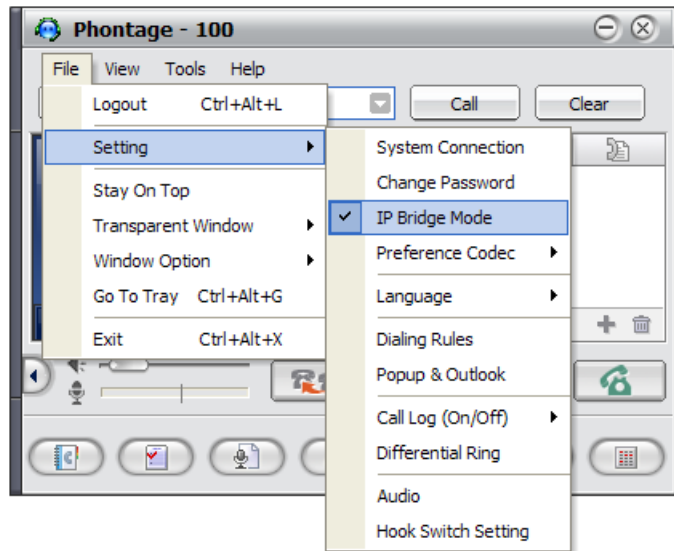 Phontage - 100
File View Tools Help
Logout Ctrl+Alt+L
Call Clear
Setting
Stay On Top
Transparent Window
Window Option
Go To Tray Ctrl+Alt+G
Exit Ctrl+Alt+X
System Connection
Change Password
IP Bridge Mode
Preference Codec
Language
Dialing Rules
Popup & Outlook
Call Log (On/Off)
Differential Ring
Audio
Hook Switch Setting